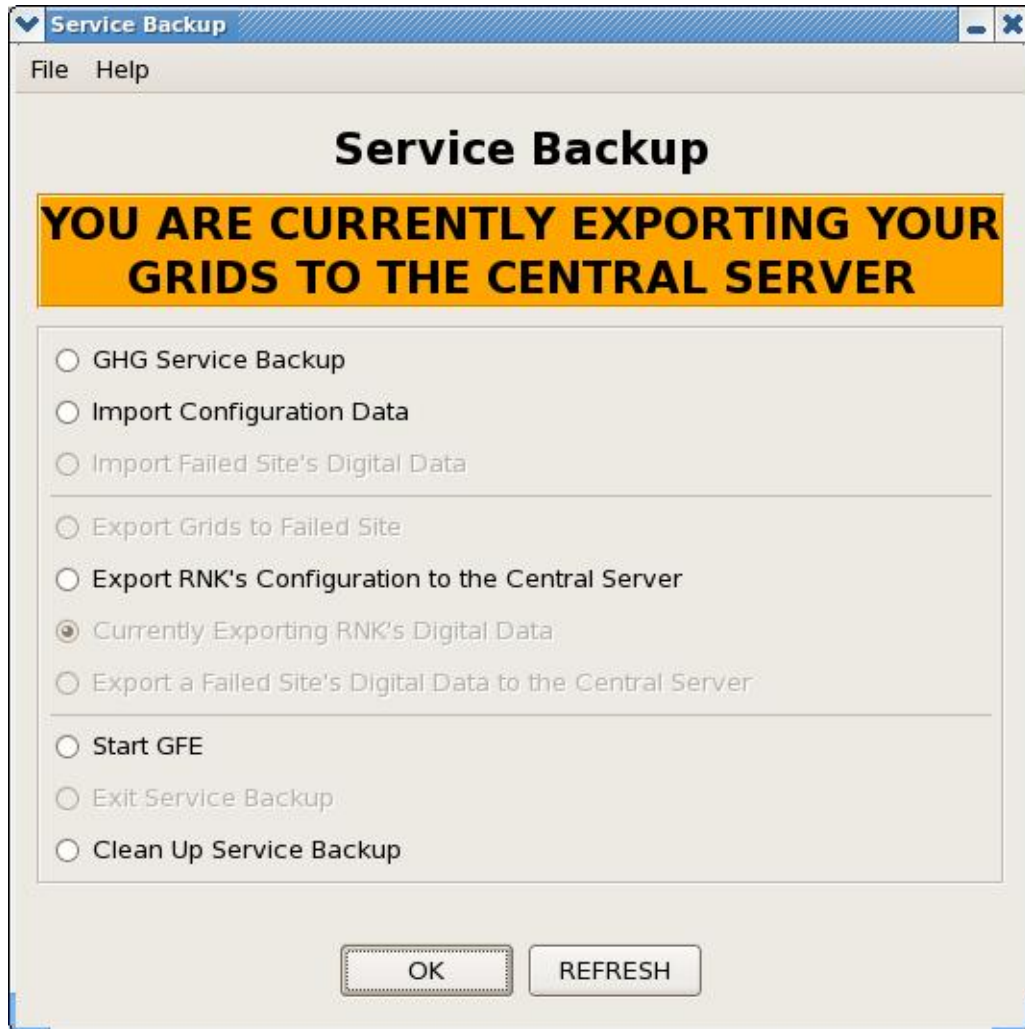 Service Backup
File Help
Service Backup
YOU ARE CURRENTLY EXPORTING YOUR
GRIDS TO THE CENTRAL SERVER
GHG Service Backup
Import Configuration Data
Import Failed Site's Digital Data
Export Grids to Failed Site
Export RNK's Configuration to the Central Server
Currently Exporting RNK's Digital Data
Export a Failed Site's Digital Data to the Central Server
Start GFE
Exit Service Backup
Clean Up Service Backup
OK REFRESH